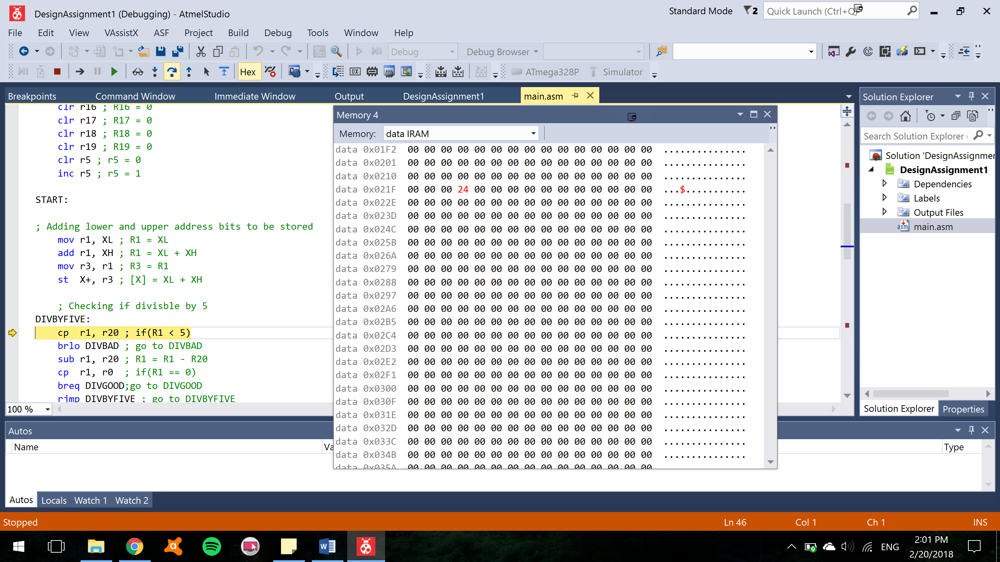 DesignAssignment1 (Debugging) - AtmelStudio
Standard Mode 2 Quick Launch (Ctrl+Q)
File Edit View VAssistX ASF Project Build Debug Tools Window Help
Debug Debug Browser
Hex ATmega328P Simulator
Breakpoints Command Window Immediate Window Output DesignAssignment1 main.asm
clr r16 ; R16 = 0
clr r17 ; R17 = 0
clr r18 ; R18 = 0
clr r19 ; R19 = 0
clr r5 ; r5 = 0
inc r5 ; r5 = 1
START:
; Adding lower and upper address bits to be stored
mov r1, XL ; R1 = XL
add r1, XH ; R1 = XL + XH
mov r3, r1 ; R3 = R1
st X+, r3 ; [X] = XL + XH
; Checking if divisble by 5
DIVBYFIVE:
cp r1, r20 ; if(R1 < 5)
brlo DIVBAD ; go to DIVBAD
sub r1, r20 ; R1 = R1 - R20
cp r1, r0 ; if(R1 == 0)
breq DIVGOOD;go to DIVGOOD
rjmp DIVBYFIVE ; go to DIVBYFIVE
100 %
Memory 4
Memory: data IRAM
data 0x01F2 00 00 00 00 00 00 00 00 00 00 00 00 00 00 00 ...............
data 0x0201 00 00 00 00 00 00 00 00 00 00 00 00 00 00 00 ...............
data 0x0210 00 00 00 00 00 00 00 00 00 00 00 00 00 00 00 ...............
data 0x021F 00 00 00 24 00 00 00 00 00 00 00 00 00 00 00 ...$...........
data 0x022E 00 00 00 00 00 00 00 00 00 00 00 00 00 00 00 ...............
data 0x023D 00 00 00 00 00 00 00 00 00 00 00 00 00 00 00 ...............
data 0x024C 00 00 00 00 00 00 00 00 00 00 00 00 00 00 00 ...............
data 0x025B 00 00 00 00 00 00 00 00 00 00 00 00 00 00 00 ...............
data 0x026A 00 00 00 00 00 00 00 00 00 00 00 00 00 00 00 ...............
data 0x0279 00 00 00 00 00 00 00 00 00 00 00 00 00 00 00 ...............
data 0x0288 00 00 00 00 00 00 00 00 00 00 00 00 00 00 00 ...............
data 0x0297 00 00 00 00 00 00 00 00 00 00 00 00 00 00 00 ...............
data 0x02A6 00 00 00 00 00 00 00 00 00 00 00 00 00 00 00 ...............
data 0x02B5 00 00 00 00 00 00 00 00 00 00 00 00 00 00 00 ...............
data 0x02C4 00 00 00 00 00 00 00 00 00 00 00 00 00 00 00 ...............
data 0x02D3 00 00 00 00 00 00 00 00 00 00 00 00 00 00 00 ...............
data 0x02E2 00 00 00 00 00 00 00 00 00 00 00 00 00 00 00 ...............
data 0x02F1 00 00 00 00 00 00 00 00 00 00 00 00 00 00 00 ...............
data 0x0300 00 00 00 00 00 00 00 00 00 00 00 00 00 00 00 ...............
data 0x030F 00 00 00 00 00 00 00 00 00 00 00 00 00 00 00 ...............
data 0x031E 00 00 00 00 00 00 00 00 00 00 00 00 00 00 00 ...............
data 0x032D 00 00 00 00 00 00 00 00 00 00 00 00 00 00 00 ...............
data 0x033C 00 00 00 00 00 00 00 00 00 00 00 00 00 00 00 ...............
data 0x034B 00 00 00 00 00 00 00 00 00 00 00 00 00 00 00 ...............
data 0x035A 00 00 00 00 00 00 00 00 00 00 00 00 00 00 00
Solution Explorer
Search Solution Explorer
Solution 'DesignAssignmen
DesignAssignment1
Dependencies
Labels
Output Files
main.asm
Solution Explorer Properties
Autos
Name Va Type
Autos Locals Watch 1 Watch 2
Stopped Ln 46 Col 1 Ch 1 INS
ENG
2:01 PM
2/20/2018